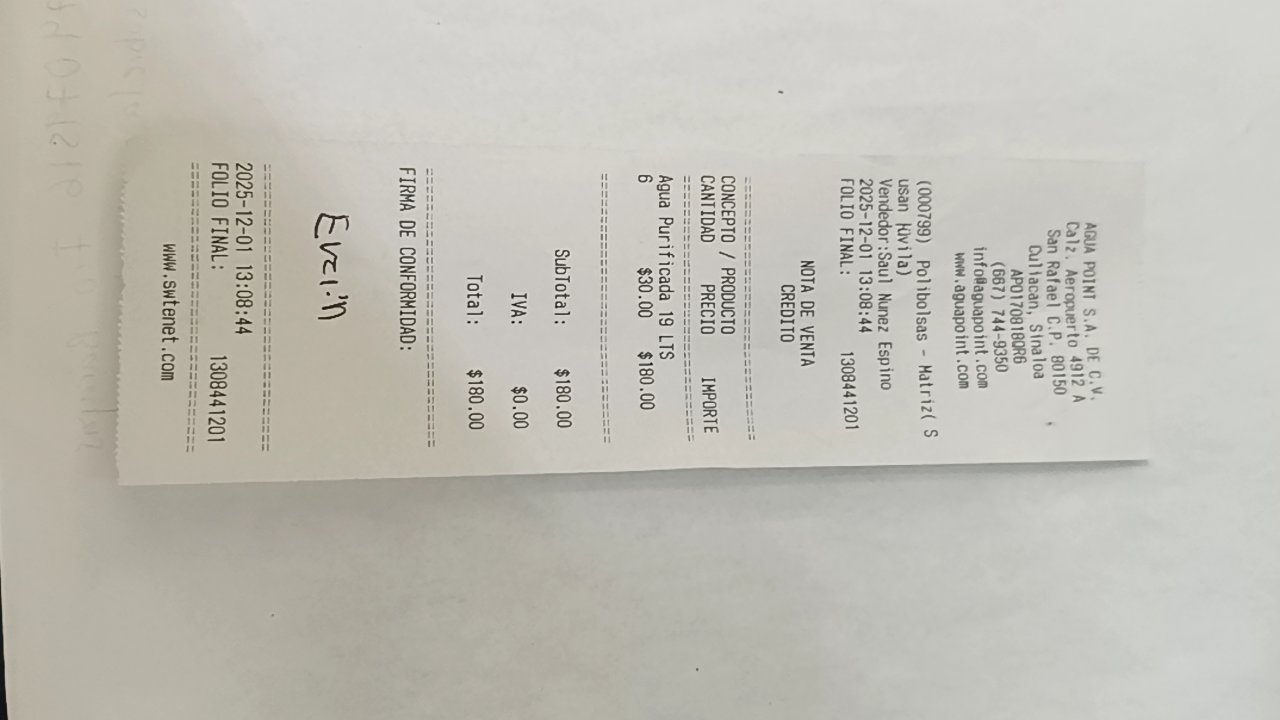 AGUA POINT S.A. DE C.V.
Calz. Aeropuerto 4912 A
San Rafael C.P. 80150
Culiacan, Sinaloa
APO170818QR6
(667) 744-9350
info@aguapoint.com
www.aguapoint.com
(000799) Polibolsas - Matriz( S
usan Avila)
Vendedor:Saul Nunez Espino
2025-12-01 13:08:44
FOLIO FINAL: 1308441201
NOTA DE VENTA
CREDITO
================================
CONCEPTO / PRODUCTO
CANTIDAD PRECIO IMPORTE
================================
Agua Purificada 19 LTS
6 $30.00 $180.00
================================
SubTotal: $180.00
IVA: $0.00
Total: $180.00
================================
FIRMA DE CONFORMIDAD:
================================
2025-12-01 13:08:44
FOLIO FINAL: 1308441201
================================
www.swtenet.com